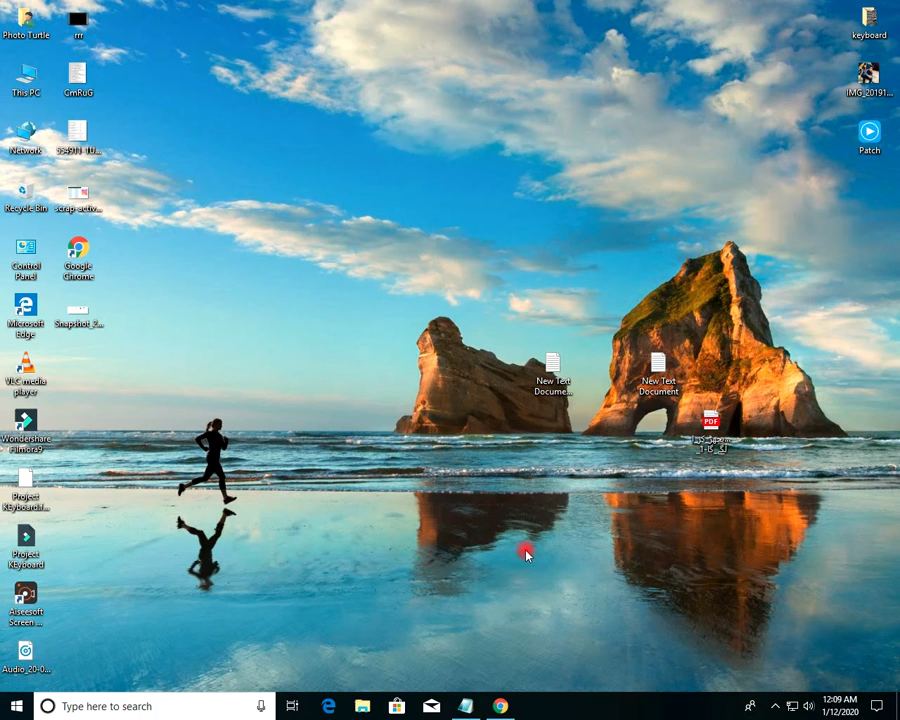 Photo Turtle
rrr
keyboard
This PC
CmRuG
IMG_20191...
Network
Patch
Recycle Bin
scrap-activ...
Control
Panel
Google
Chrome
Microsoft
Edge
Snapshot_2...
VLC media
player
New Text
Docume...
New Text
Document
PDF
Wondershare
Filmora9
Project
KEyboard.f...
Project
KEyboard
Aiseesoft
Screen ...
Audio_20-0...
Type here to search
12:09 AM
1/12/2020